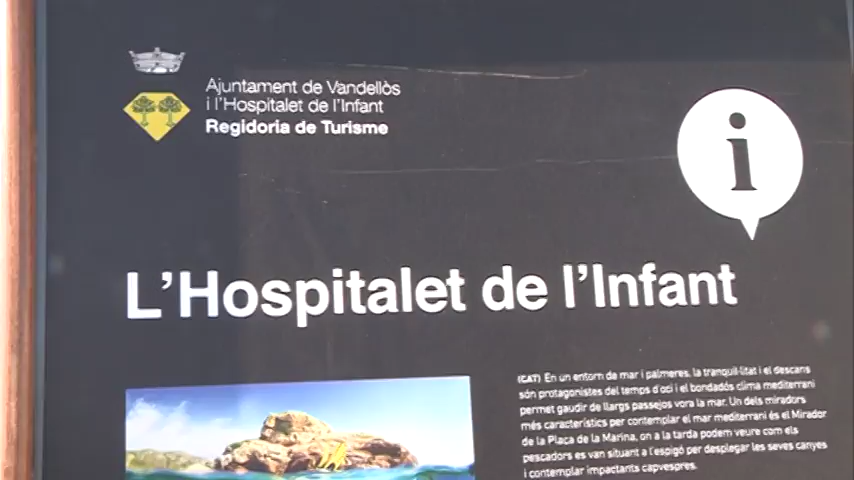 Ajuntament de Vandellòs
i l'Hospitalet de l'Infant
Regidoria de Turisme
i
L'Hospitalet de l'Infant
(CAT) En un entorn de mar i palmeres, la tranquil·litat i el descans
són protagonistes del temps d'oci i el bondadós clima mediterrani
permet gaudir de llargs passejos vora la mar. Un dels miradors
més característics per contemplar el mar mediterrani és el Mirador
de la Plaça de la Marina, on a la tarda podem veure com els
pescadors es van situant a l'espigó per desplegar les seves canyes
i contemplar impactants capvespres.